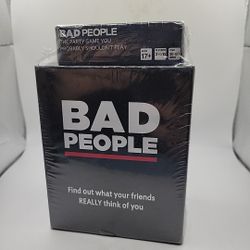 BAD PEOPLE
THE PARTY GAME YOU
PROBABLY SHOULDN'T PLAY
BAD
PEOPLE
Find out what your friends
REALLY think of you